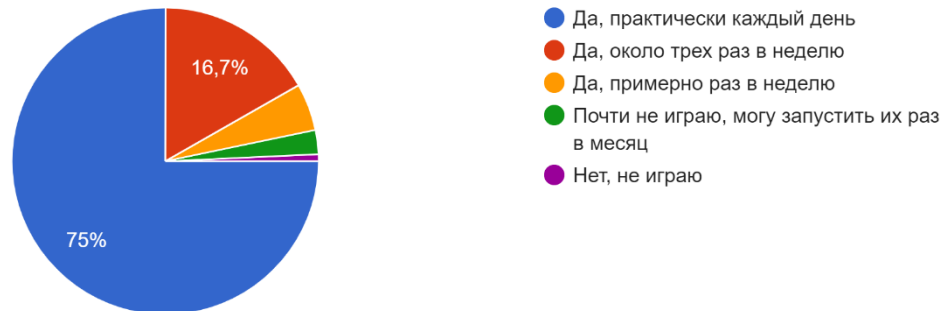 16,7%
75%
Да, практически каждый день
Да, около трех раз в неделю
Да, примерно раз в неделю
Почти не играю, могу запустить их раз
в месяц
Нет, не играю